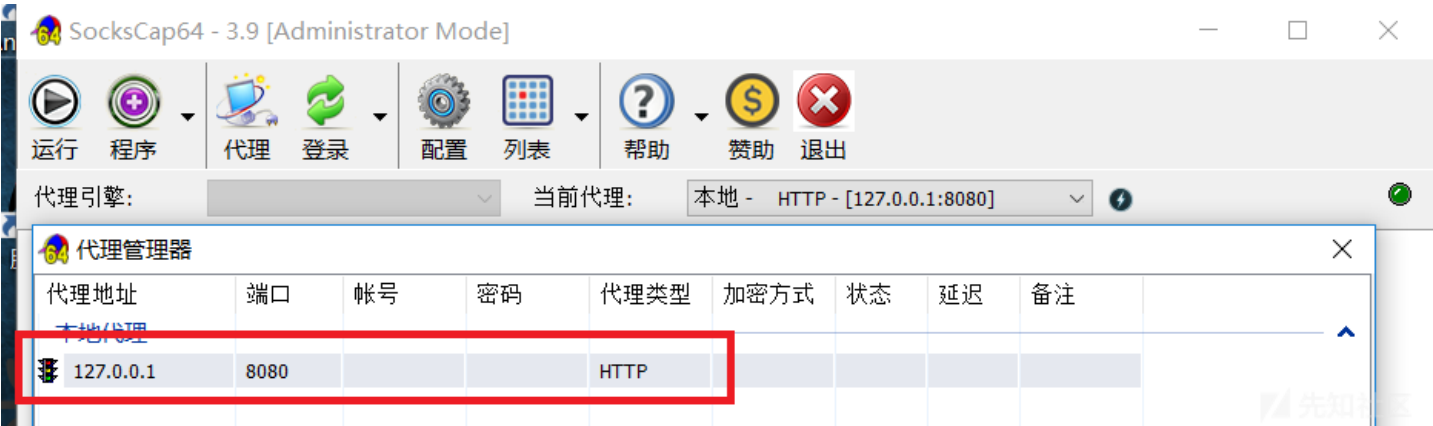 SocksCap64 - 3.9 [Administrator Mode]
运行 程序 代理 登录 配置 列表 帮助 赞助 退出
代理引擎: 当前代理: 本地 - HTTP - [127.0.0.1:8080]
64 代理管理器
代理地址 端口 帐号 密码 代理类型 加密方式 状态 延迟 备注
本地代理
127.0.0.1 8080 HTTP
先知社区